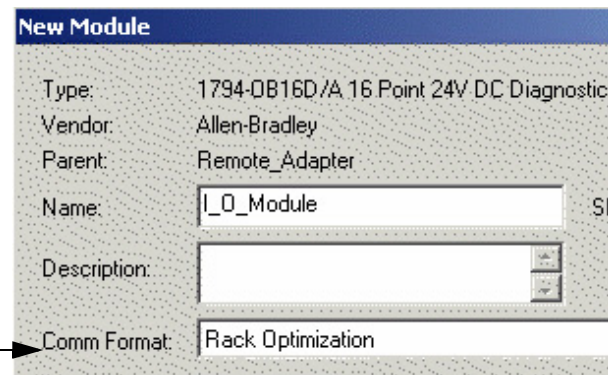 New Module
Type: 1794-OB16D/A 16 Point 24V DC Diagnostic
Vendor: Allen-Bradley
Parent: Remote_Adapter
Name: I_O_Module
Description:
Comm Format: Rack Optimization